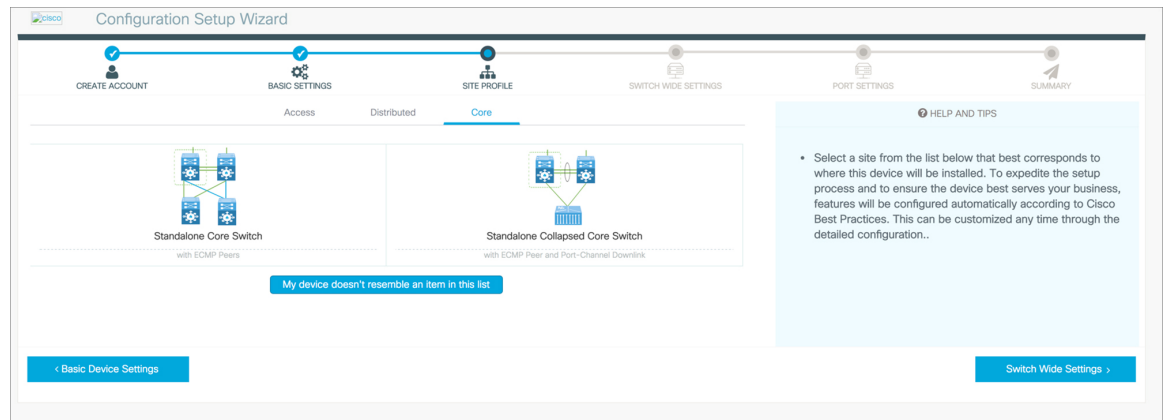 cisco
Configuration Setup Wizard
CREATE ACCOUNT
BASIC SETTINGS
SITE PROFILE
SWITCH WIDE SETTINGS
PORT SETTINGS
SUMMARY
Access
Distributed
Core
Standalone Core Switch
with ECMP Peers
Standalone Collapsed Core Switch
with ECMP Peer and Port-Channel Downlink
My device doesn't resemble an item in this list
HELP AND TIPS
Select a site from the list below that best corresponds to
where this device will be installed. To expedite the setup
process and to ensure the device best serves your business,
features will be configured automatically according to Cisco
Best Practices. This can be customized any time through the
detailed configuration..
< Basic Device Settings
Switch Wide Settings >